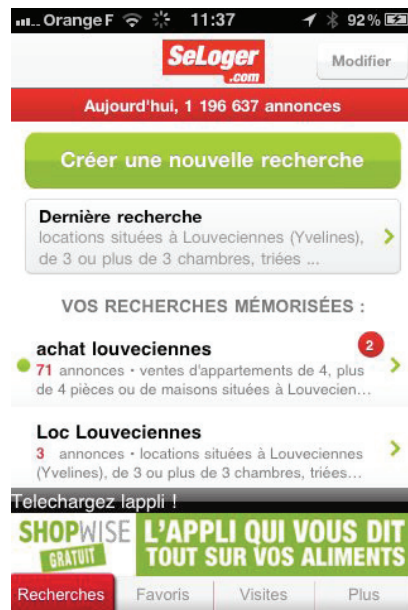 Orange F 11:37 92 %
SeLoger
.com
Modifier
Aujourd'hui, 1 196 637 annonces
Créer une nouvelle recherche
Dernière recherche
locations situées à Louveciennes (Yvelines),
de 3 ou plus de 3 chambres, triées ...
VOS RECHERCHES MÉMORISÉES :
achat louveciennes
2
71 annonces • ventes d'appartements de 4, plus
de 4 pièces ou de maisons situées à Louvecien...
Loc Louveciennes
3 annonces • locations situées à Louveciennes
(Yvelines), de 3 ou plus de 3 chambres, triées...
Telechargez lappli !
SHOPWISE
GRATUIT
L'APPLI QUI VOUS DIT
TOUT SUR VOS ALIMENTS
Recherches Favoris Visites Plus